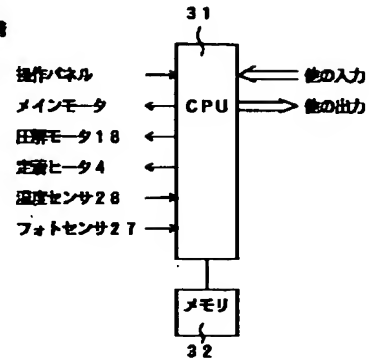 31
操作パネル
メインモータ
圧解モータ18
定着ヒータ4
温度センサ28
フォトセンサ27
CPU
他の入力
他の出力
メモリ
32